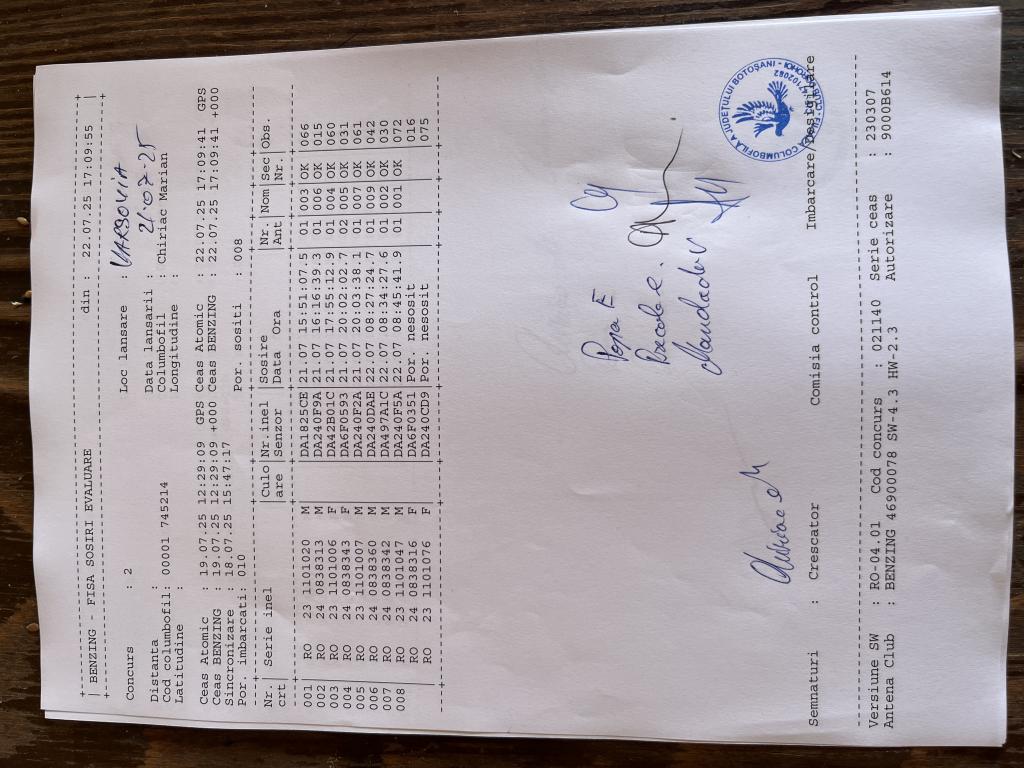 BENZING - FISA SOSIRI EVALUARE din : 22.07.25 17:09:55
Concurs : 2 Loc lansare : VARSOVIA
Distanta : Data lansarii : 21-07-25
Cod columbofil: 00001 745214 Columbofil : Chiriac Marian
Latitudine : Longitudine :
Ceas Atomic : 19.07.25 12:29:09 GPS Ceas Atomic : 22.07.25 17:09:41 GPS
Ceas BENZING : 19.07.25 12:29:09 +000 Ceas BENZING : 22.07.25 17:09:41 +000
Sincronizare : 18.07.25 15:47:17
Por. imbarcati: 010 Por. sositi : 008
Nr. | Serie inel |Culo|Nr.inel |Sosire |Nr. |Nom|Sec|Obs.
crt |are |Senzor |Data Ora |Ant| |Nr.|
001 RO 23 1101020 M DA1825CE 21.07 15:51:07.5 01 003 OK 066
002 RO 24 0838313 M DA240F9A 21.07 16:16:39.3 01 006 OK 015
003 RO 23 1101006 F DA42B01C 21.07 17:55:12.9 01 004 OK 060
004 RO 24 0838343 F DA6F0593 21.07 20:02:02.7 02 005 OK 031
005 RO 23 1101007 M DA240F2A 21.07 20:03:38.1 02 007 OK 061
006 RO 24 0838360 M DA240DAE 22.07 08:27:24.7 01 009 OK 042
007 RO 24 0838342 M DA497A1C 22.07 08:34:27.6 01 002 OK 030
008 RO 23 1101047 M DA240F5A 22.07 08:45:41.9 01 001 OK 072
RO 24 0838316 F DA6F0351 Por. nesosit 016
RO 23 1101076 F DA240CD9 Por. nesosit 075
Popa E
COLUMBOFILA JUDEȚULUI BOTOȘANI
Semnaturi : Crescator Comisia control Imbarcare Desigilare
Versiune SW : RO-04.01 Cod concurs : 021140 Serie ceas : 230307
Antena Club : BENZING 46900078 SW-4.3 HW-2.3 Autorizare : 9000B614